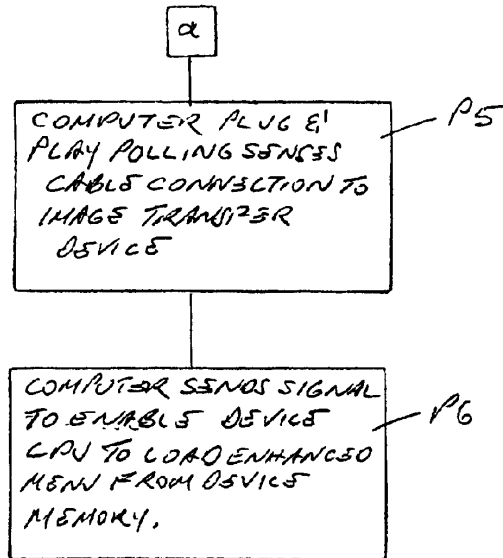 α
COMPUTER PLUG &
PLAY POLLING SENSES
CABLE CONNECTION TO
IMAGE TRANSFER
DEVICE
P5
COMPUTER SENDS SIGNAL
TO ENABLE DEVICE
CPU TO LOAD ENHANCED
MENU FROM DEVICE
MEMORY.
P6